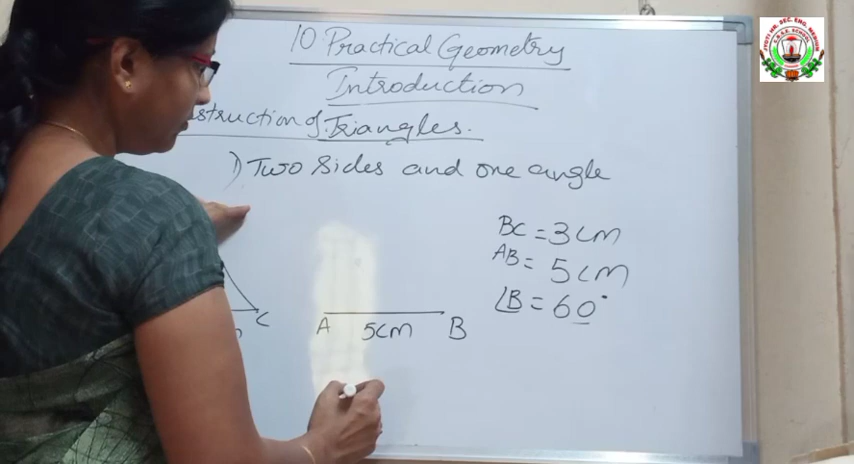 10 Practical Geometry
Introduction
struction of Triangles.
1) Two sides and one angle
BC = 3cm
AB = 5cm
∠B = 60°
C
A 5cm B